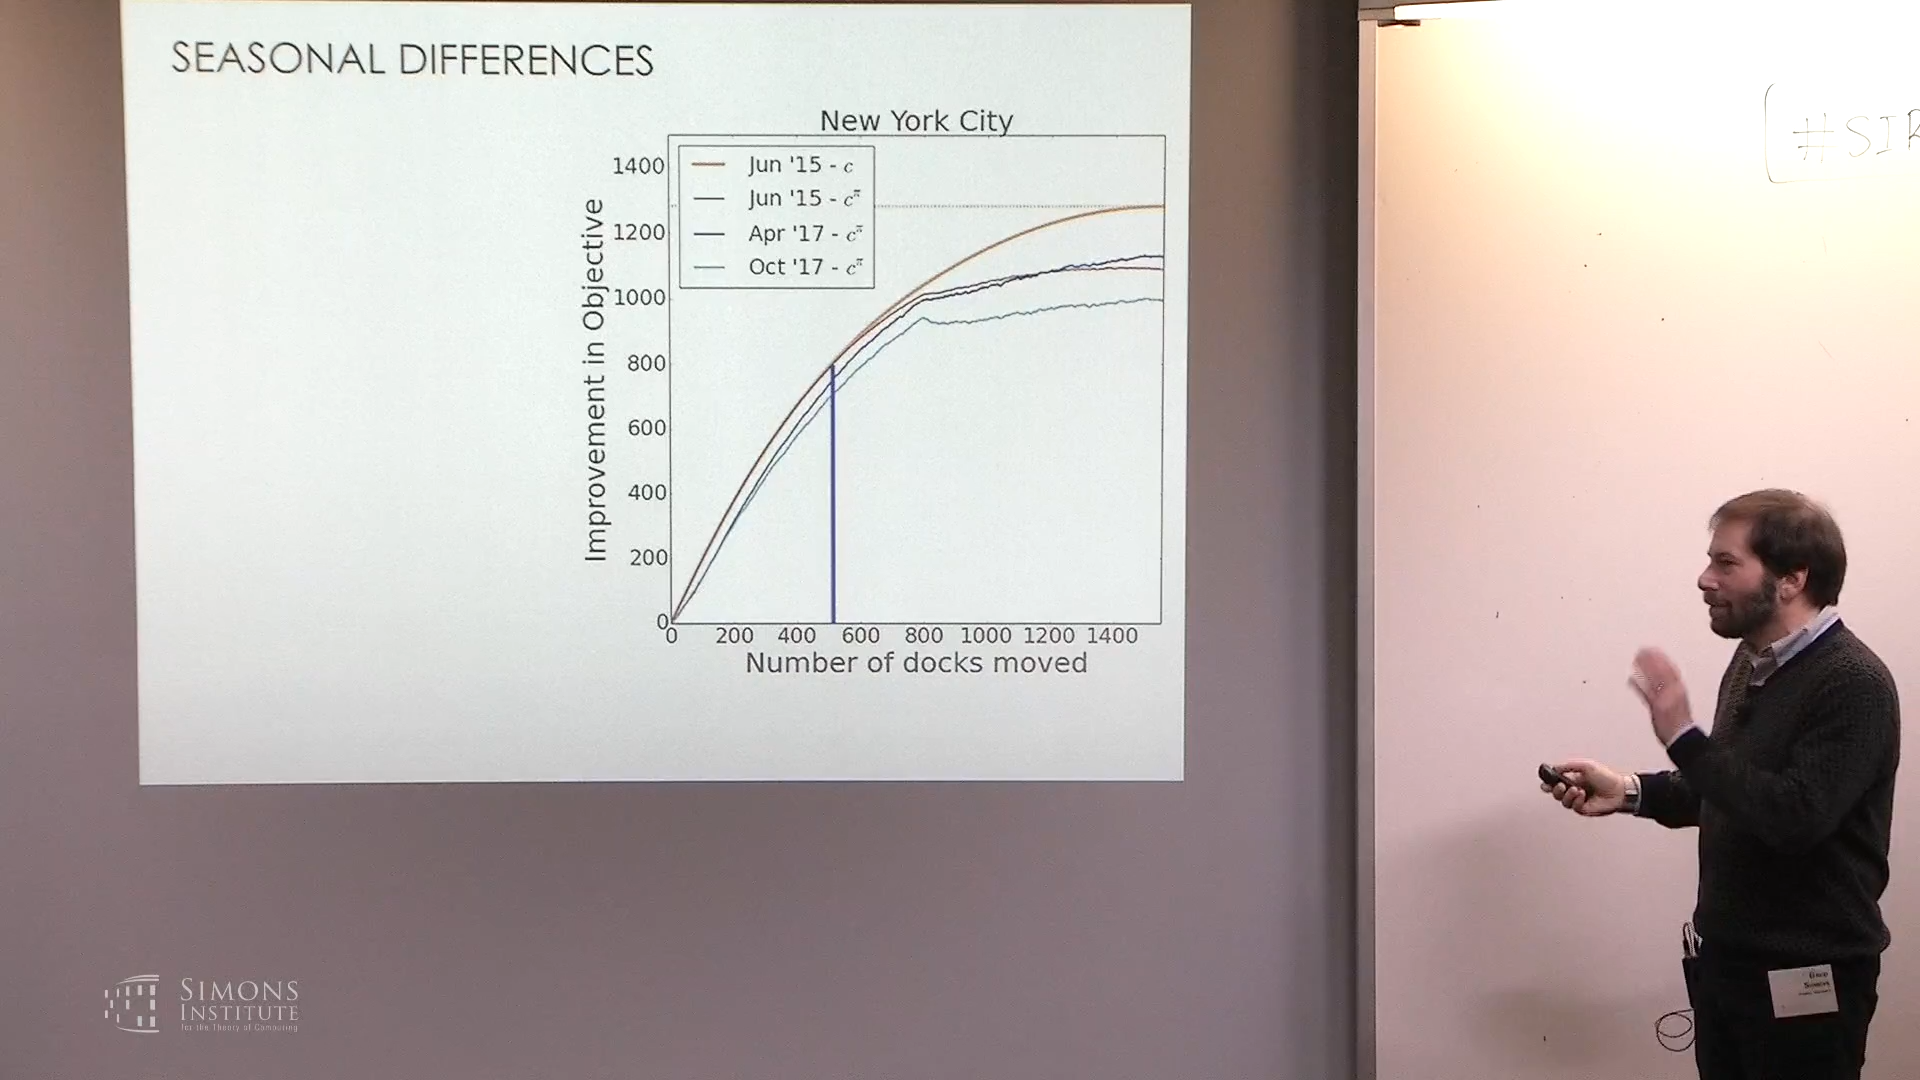 SEASONAL DIFFERENCES
New York City
Improvement in Objective
1400
1200
1000
800
600
400
200
0
Jun '15 - c
Jun '15 - c^π
Apr '17 - c^π
Oct '17 - c^π
0 200 400 600 800 1000 1200 1400
Number of docks moved
#SIR
SIMONS
INSTITUTE
for the Theory of Computing